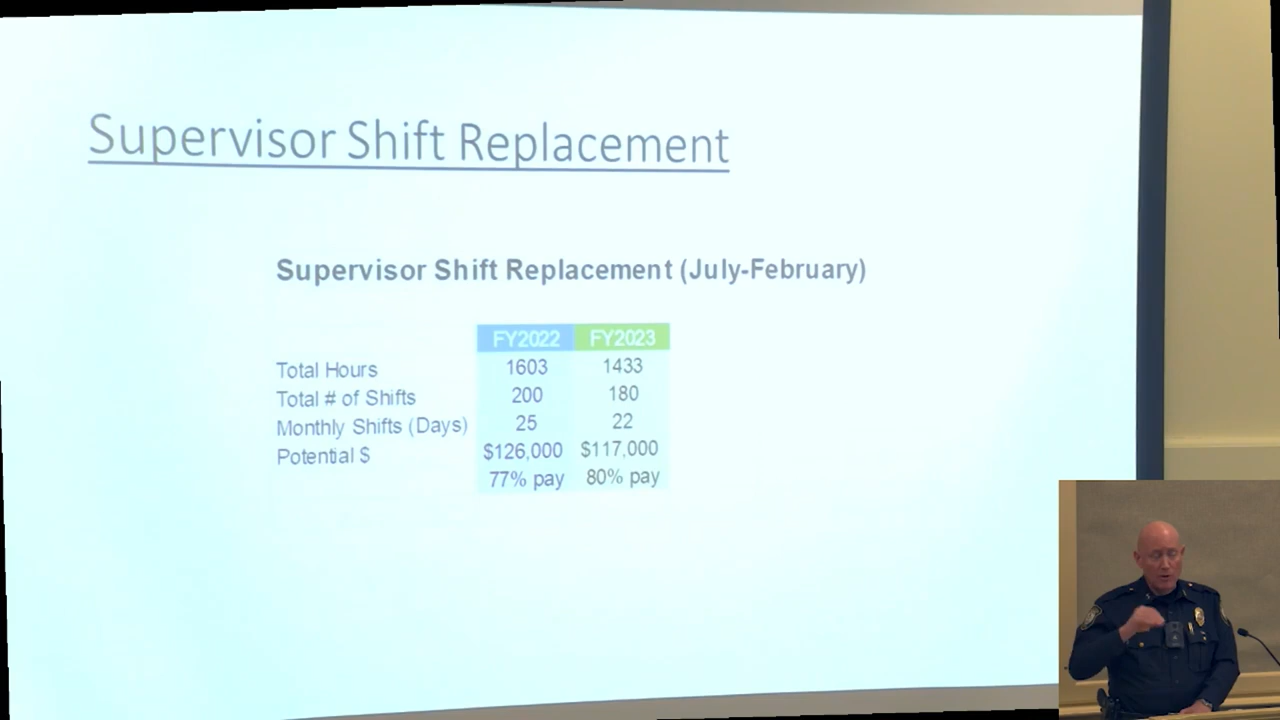 Supervisor Shift Replacement
Supervisor Shift Replacement (July-February)
FY2022 FY2023
Total Hours 1603 1433
Total # of Shifts 200 180
Monthly Shifts (Days) 25 22
Potential $ $126,000 $117,000
77% pay 80% pay